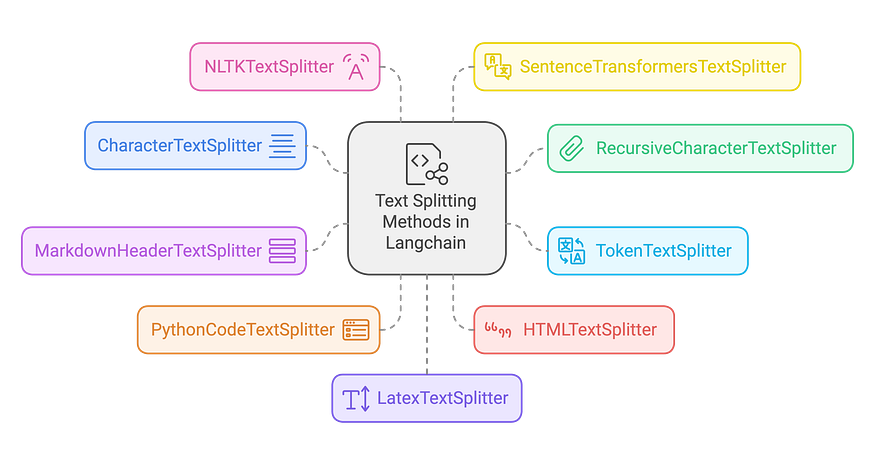 NLTKTextSplitter
SentenceTransformersTextSplitter
CharacterTextSplitter
RecursiveCharacterTextSplitter
Text Splitting
Methods in
Langchain
MarkdownHeaderTextSplitter
TokenTextSplitter
PythonCodeTextSplitter
HTMLTextSplitter
LatexTextSplitter